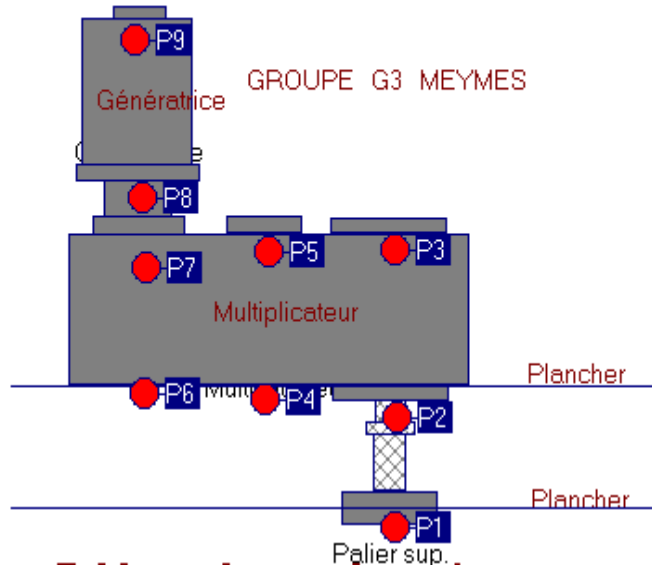 P9
GROUPE G3 MEYMES
Génératrice
P8
P5
P3
P7
Multiplicateur
Plancher
P6
P4
P2
Plancher
P1
Palier sup.